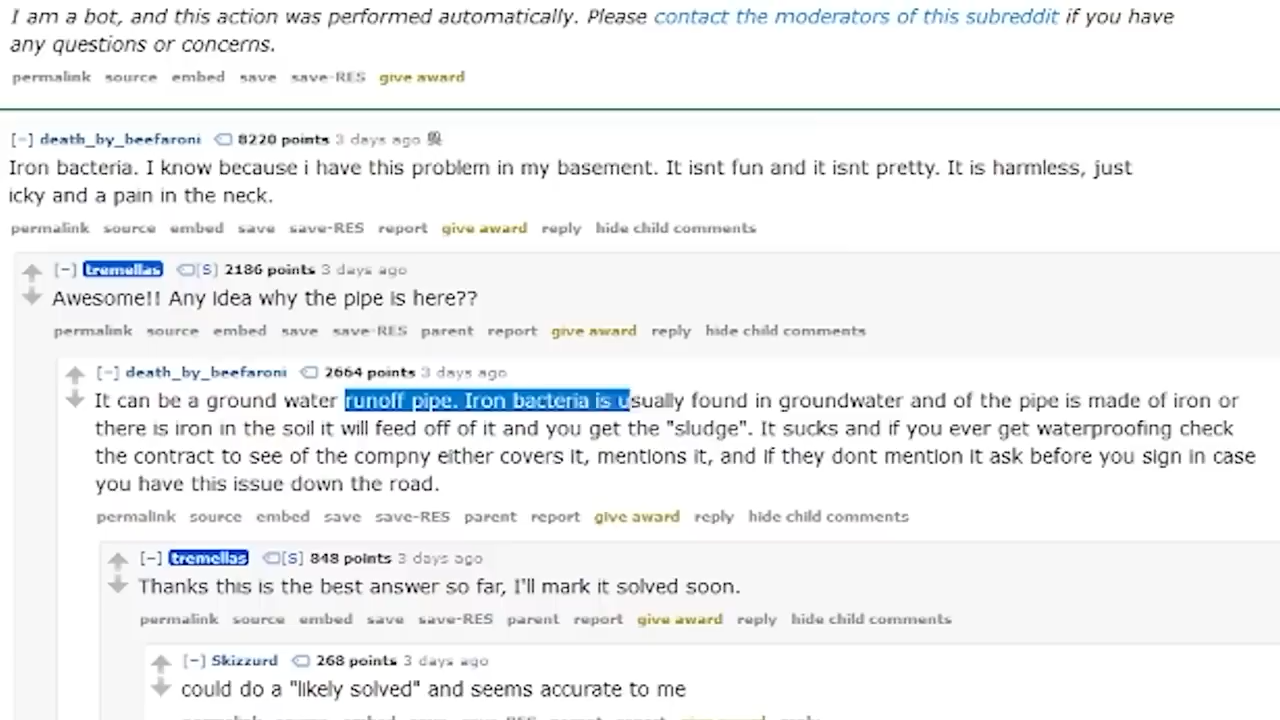 I am a bot, and this action was performed automatically. Please contact the moderators of this subreddit if you have
any questions or concerns.
permalink source embed save save-RES give award
[-] death_by_beefaroni 8220 points 3 days ago
Iron bacteria. I know because i have this problem in my basement. It isnt fun and it isnt pretty. It is harmless, just
icky and a pain in the neck.
permalink source embed save save-RES report give award reply hide child comments
[-] tremellas [S] 2186 points 3 days ago
Awesome!! Any idea why the pipe is here??
permalink source embed save save-RES parent report give award reply hide child comments
[-] death_by_beefaroni 2664 points 3 days ago
It can be a ground water runoff pipe. Iron bacteria is usually found in groundwater and of the pipe is made of iron or
there is iron in the soil it will feed off of it and you get the "sludge". It sucks and if you ever get waterproofing check
the contract to see of the compny either covers it, mentions it, and if they dont mention it ask before you sign in case
you have this issue down the road.
permalink source embed save save-RES parent report give award reply hide child comments
[-] tremellas [S] 848 points 3 days ago
Thanks this is the best answer so far, I'll mark it solved soon.
permalink source embed save save-RES parent report give award reply hide child comments
[-] Skizzurd 268 points 3 days ago
could do a "likely solved" and seems accurate to me
permalink source embed save save-RES parent report give award reply